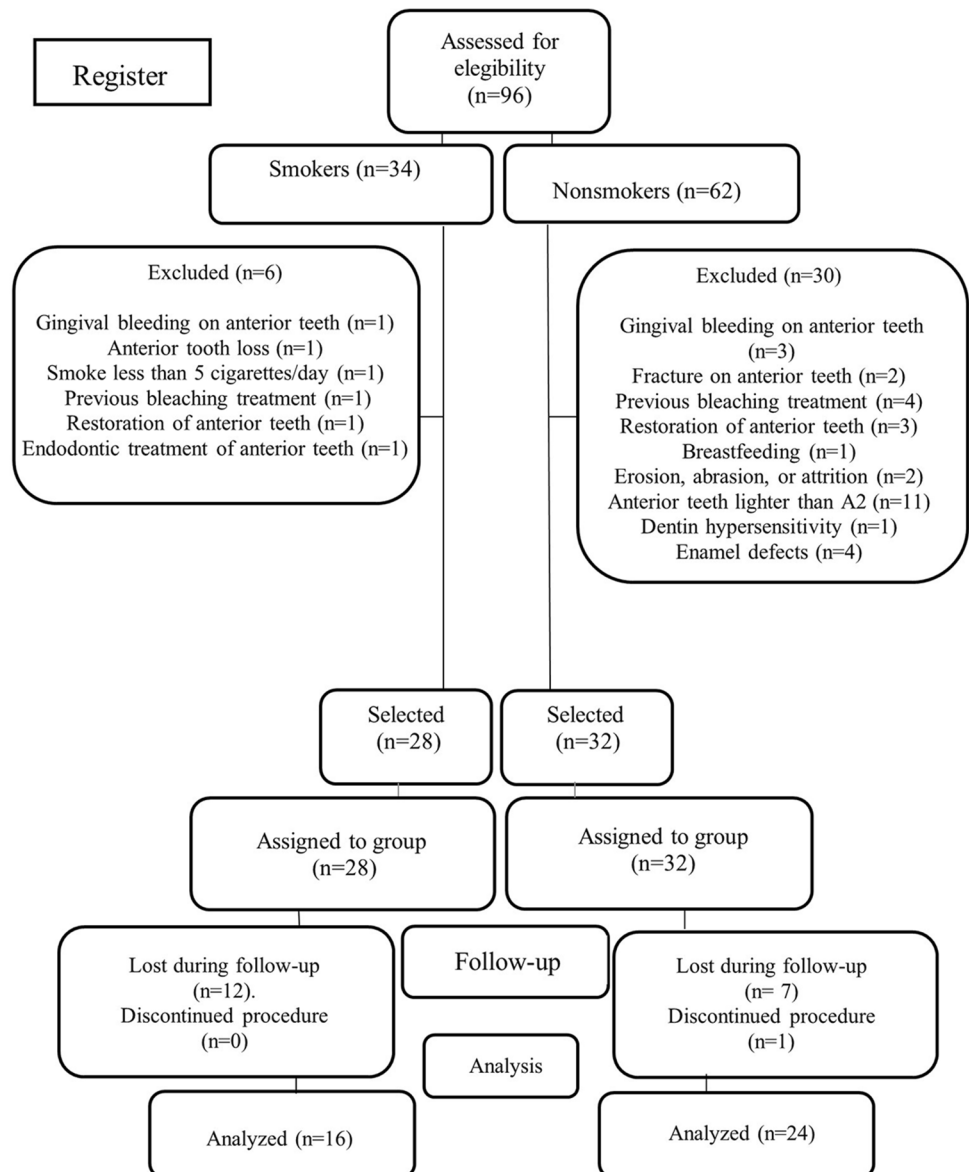 Register
Assessed for
elegibility
(n=96)
Smokers (n=34)
Nonsmokers (n=62)
Excluded (n=6)
Gingival bleeding on anterior teeth (n=1)
Anterior tooth loss (n=1)
Smoke less than 5 cigarettes/day (n=1)
Previous bleaching treatment (n=1)
Restoration of anterior teeth (n=1)
Endodontic treatment of anterior teeth (n=1)
Excluded (n=30)
Gingival bleeding on anterior teeth
(n=3)
Fracture on anterior teeth (n=2)
Previous bleaching treatment (n=4)
Restoration of anterior teeth (n=3)
Breastfeeding (n=1)
Erosion, abrasion, or attrition (n=2)
Anterior teeth lighter than A2 (n=11)
Dentin hypersensitivity (n=1)
Enamel defects (n=4)
Selected
(n=28)
Selected
(n=32)
Assigned to group
(n=28)
Assigned to group
(n=32)
Lost during follow-up
(n=12).
Discontinued procedure
(n=0)
Follow-up
Lost during follow-up
(n= 7)
Discontinued procedure
(n=1)
Analysis
Analyzed (n=16)
Analyzed (n=24)